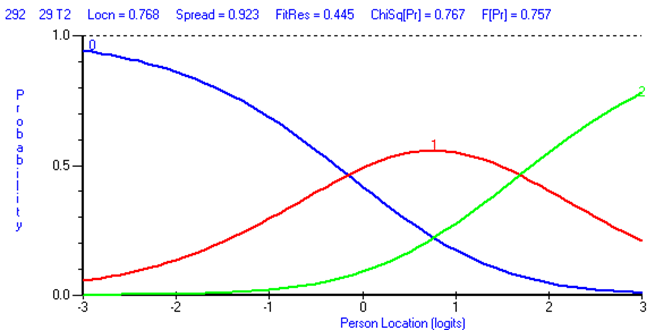 292 29 T2 Locn = 0.768 Spread = 0.923 FitRes = 0.445 ChiSq[Pr] = 0.767 F[Pr] = 0.757
1.0
0
2
Probability
1
0.5
0.0
-3 -2 -1 0 1 2 3
Person Location (logits)